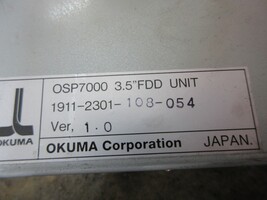 OSP7000 3.5"FDD UNIT
1911-2301-108-054
Ver, 1.0
OKUMA
OKUMA Corporation JAPAN.